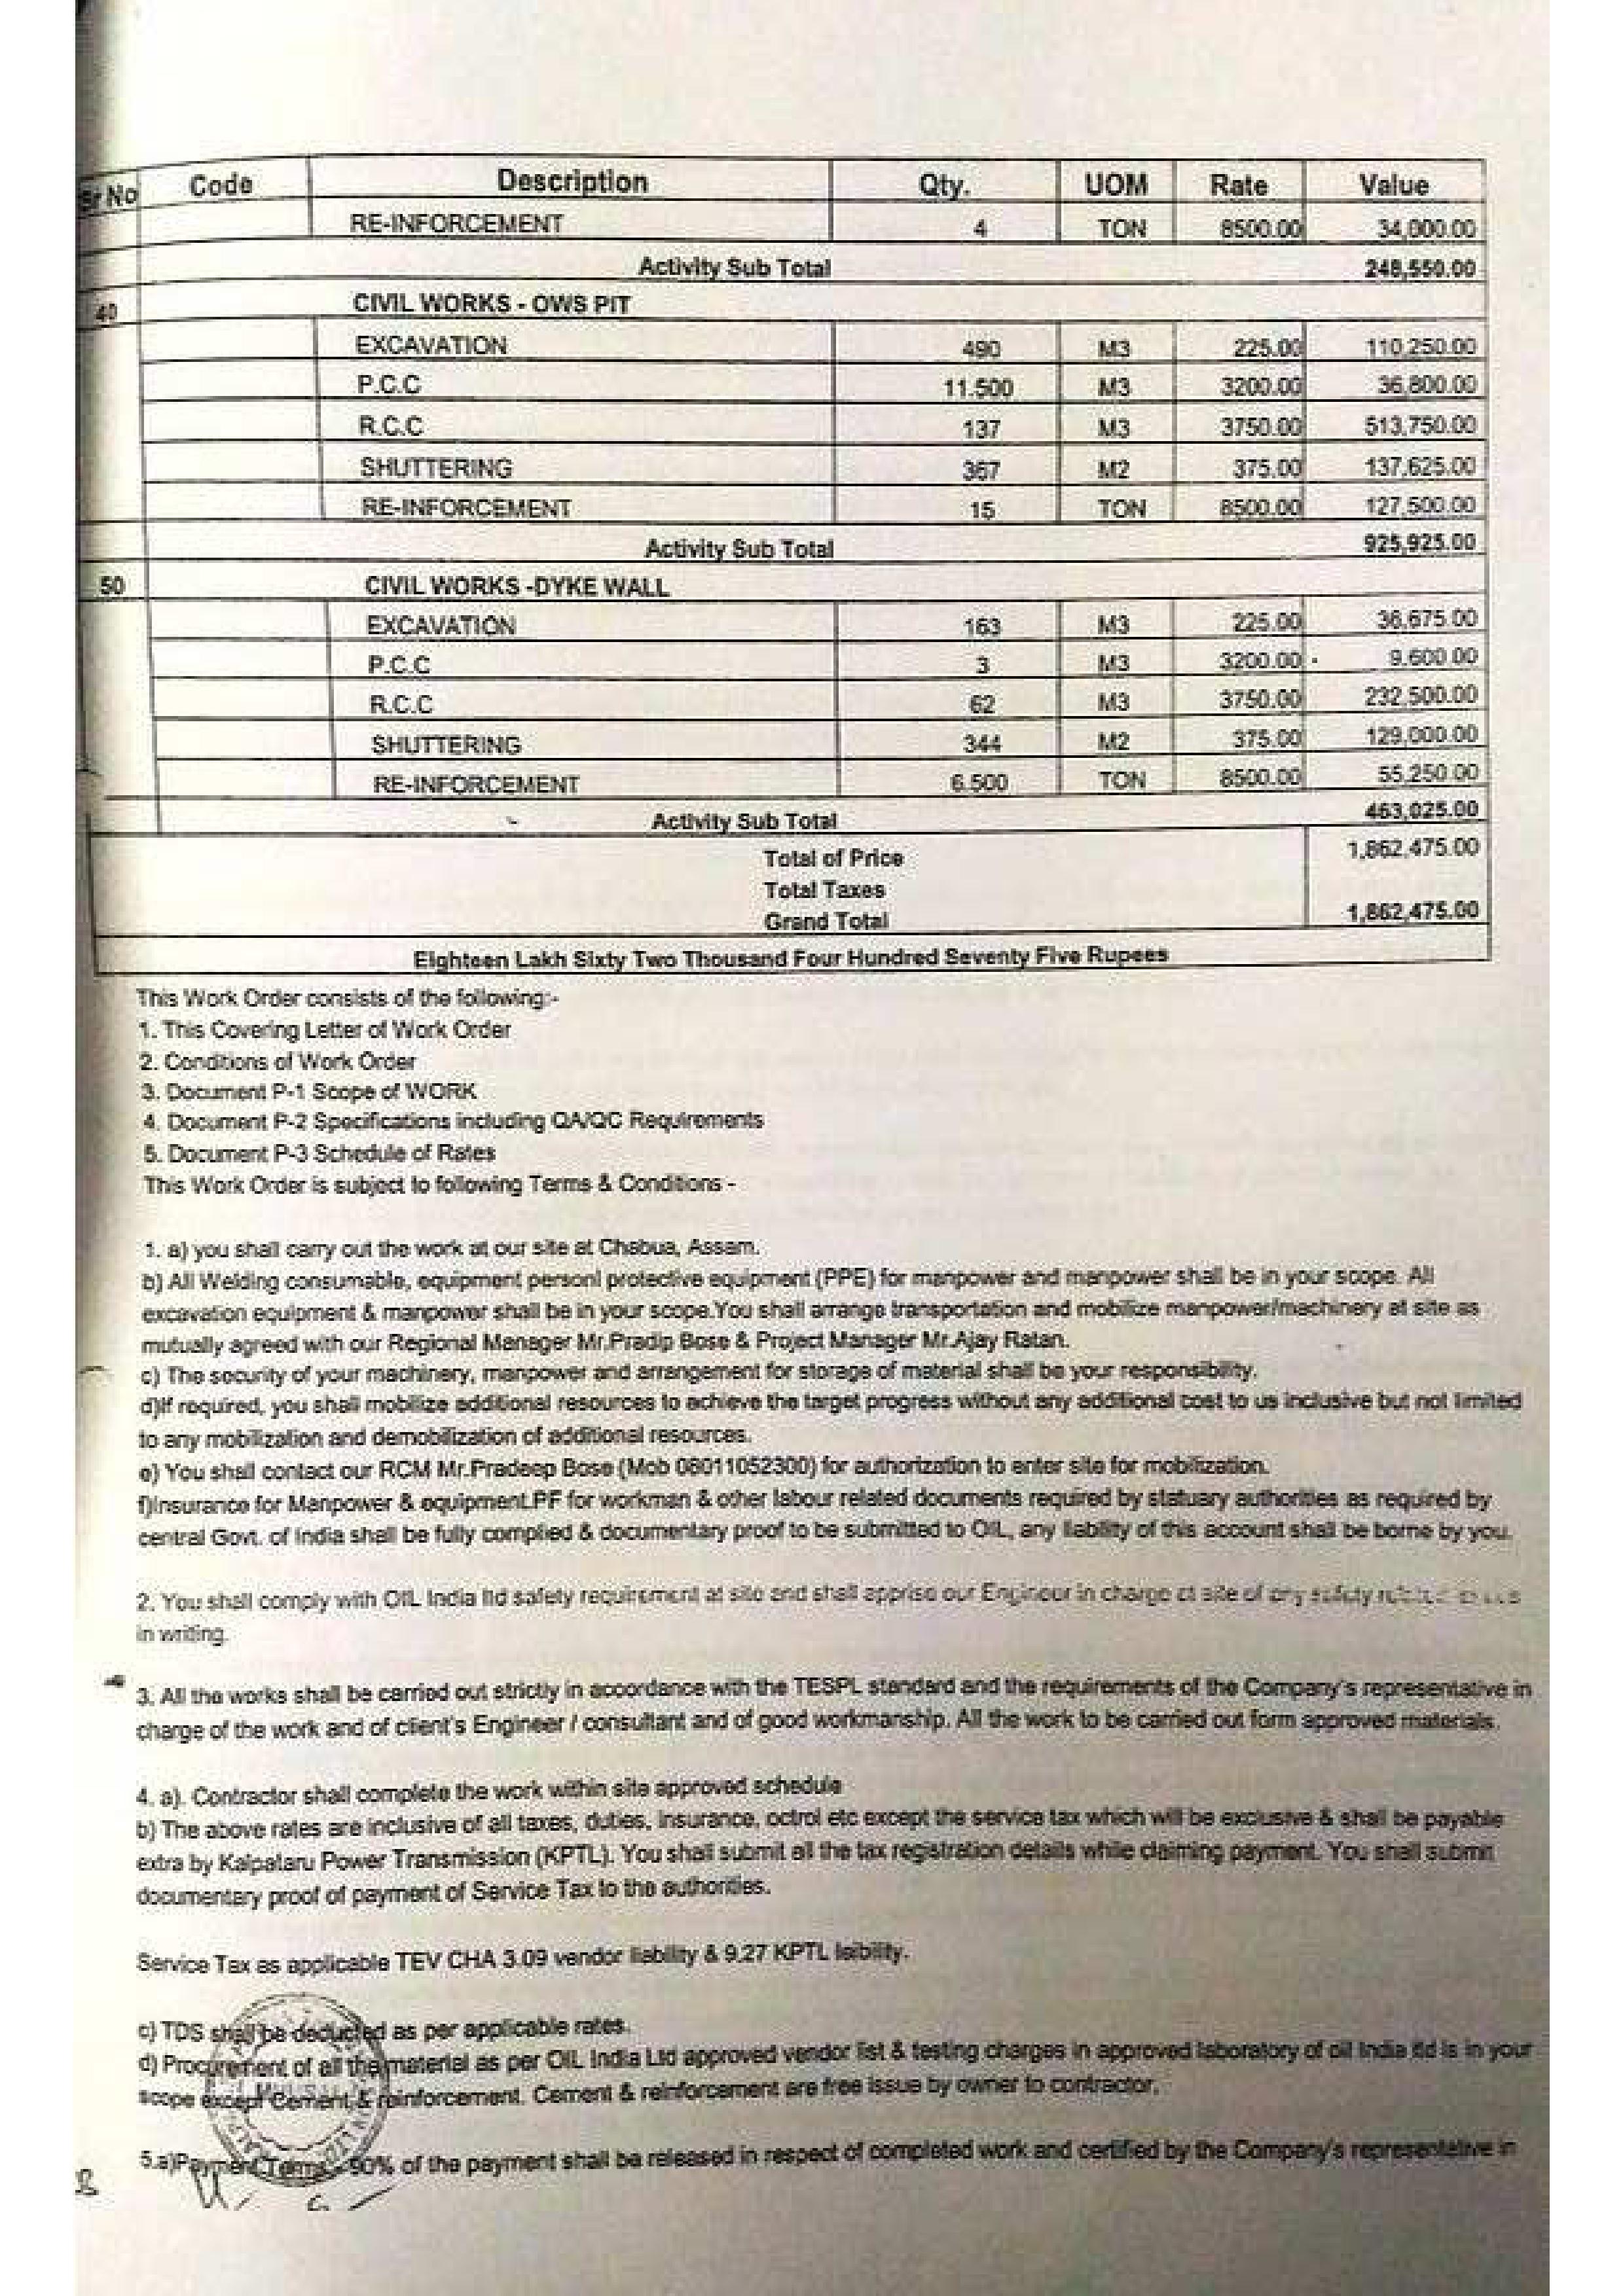 Sr No Code Description Qty. UOM Rate Value
RE-INFORCEMENT 4 TON 8500.00 34,000.00
Activity Sub Total 248,550.00
40 CIVIL WORKS - OWS PIT
EXCAVATION 490 M3 225.00 110,250.00
P.C.C 11.500 M3 3200.00 36,800.00
R.C.C 137 M3 3750.00 513,750.00
SHUTTERING 367 M2 375.00 137,625.00
RE-INFORCEMENT 15 TON 8500.00 127,500.00
Activity Sub Total 925,925.00
50 CIVIL WORKS -DYKE WALL
EXCAVATION 163 M3 225.00 36,675.00
P.C.C 3 M3 3200.00 9,600.00
R.C.C 62 M3 3750.00 232,500.00
SHUTTERING 344 M2 375.00 129,000.00
RE-INFORCEMENT 6.500 TON 8500.00 55,250.00
Activity Sub Total 463,025.00
Total of Price 1,862,475.00
Total Taxes
Grand Total 1,862,475.00
Eighteen Lakh Sixty Two Thousand Four Hundred Seventy Five Rupees
This Work Order consists of the following:-
1. This Covering Letter of Work Order
2. Conditions of Work Order
3. Document P-1 Scope of WORK
4. Document P-2 Specifications including QA/QC Requirements
5. Document P-3 Schedule of Rates
This Work Order is subject to following Terms & Conditions -
1. a) you shall carry out the work at our site at Chabua, Assam.
b) All Welding consumable, equipment personl protective equipment (PPE) for manpower and manpower shall be in your scope. All
excavation equipment & manpower shall be in your scope.You shall arrange transportation and mobilize manpower/machinery at site as
mutually agreed with our Regional Manager Mr.Pradip Bose & Project Manager Mr.Ajay Ratan.
c) The security of your machinery, manpower and arrangement for storage of material shall be your responsibility.
d)If required, you shall mobilize additional resources to achieve the target progress without any additional cost to us inclusive but not limited
to any mobilization and demobilization of additional resources.
e) You shall contact our RCM Mr.Pradeep Bose (Mob 08011052300) for authorization to enter site for mobilization.
f)Insurance for Manpower & equipment.PF for workman & other labour related documents required by statuary authorities as required by
central Govt. of India shall be fully complied & documentary proof to be submitted to OIL, any liability of this account shall be borne by you.
2. You shall comply with OIL India ltd safety requirement at site and shall apprise our Engineer in charge at site of any safety
in writing.
3. All the works shall be carried out strictly in accordance with the TESPL standard and the requirements of the Company's representative in
charge of the work and of client's Engineer / consultant and of good workmanship. All the work to be carried out form approved materials.
4. a). Contractor shall complete the work within site approved schedule
b) The above rates are inclusive of all taxes, duties, insurance, octroi etc except the service tax which will be exclusive & shall be payable
extra by Kalpataru Power Transmission (KPTL). You shall submit all the tax registration details while claiming payment. You shall submit
documentary proof of payment of Service Tax to the authorities.
Service Tax as applicable TEV CHA 3.09 vendor liability & 9.27 KPTL laibility.
c) TDS shall be deducted as per applicable rates.
d) Procurement of all the material as per OIL India Ltd approved vendor list & testing charges in approved laboratory of oil India ltd is in your
scope except Cement & reinforcement. Cement & reinforcement are free issue by owner to contractor.
5.a)Payment Terms - 90% of the payment shall be released in respect of completed work and certified by the Company's representative in